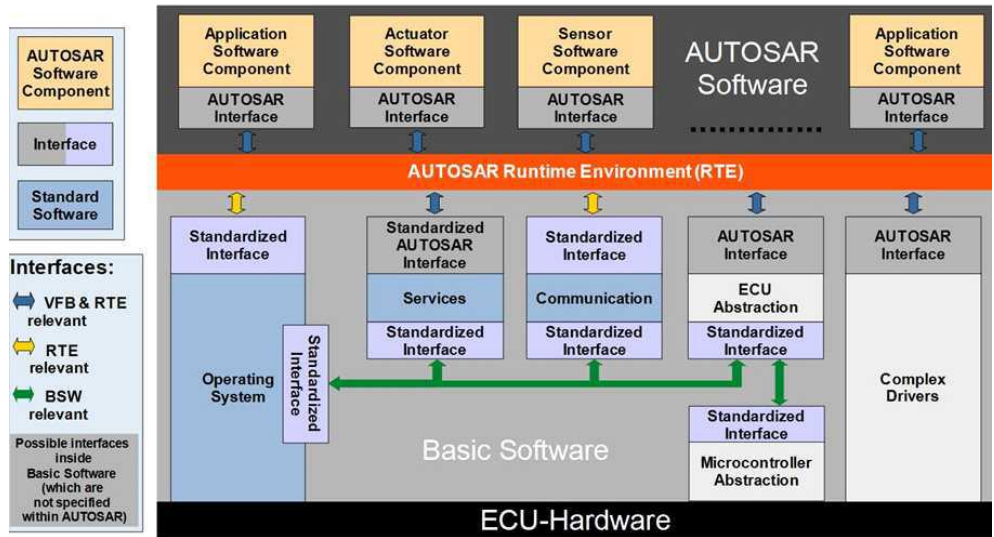 AUTOSAR
Software
Component
Interface
Standard
Software
Interfaces:
VFB & RTE
relevant
RTE
relevant
BSW
relevant
Possible interfaces
inside
Basic Software
(which are
not specified
within AUTOSAR)
Application
Software
Component
AUTOSAR
Interface
Actuator
Software
Component
AUTOSAR
Interface
Sensor
Software
Component
AUTOSAR
Interface
AUTOSAR
Software
Application
Software
Component
AUTOSAR
Interface
AUTOSAR Runtime Environment (RTE)
Standardized
Interface
Operating
System
Standardized
Interface
Standardized
AUTOSAR
Interface
Services
Standardized
Interface
Standardized
Interface
Communication
Standardized
Interface
AUTOSAR
Interface
ECU
Abstraction
Standardized
Interface
Standardized
Interface
Microcontroller
Abstraction
AUTOSAR
Interface
Complex
Drivers
Basic Software
ECU-Hardware